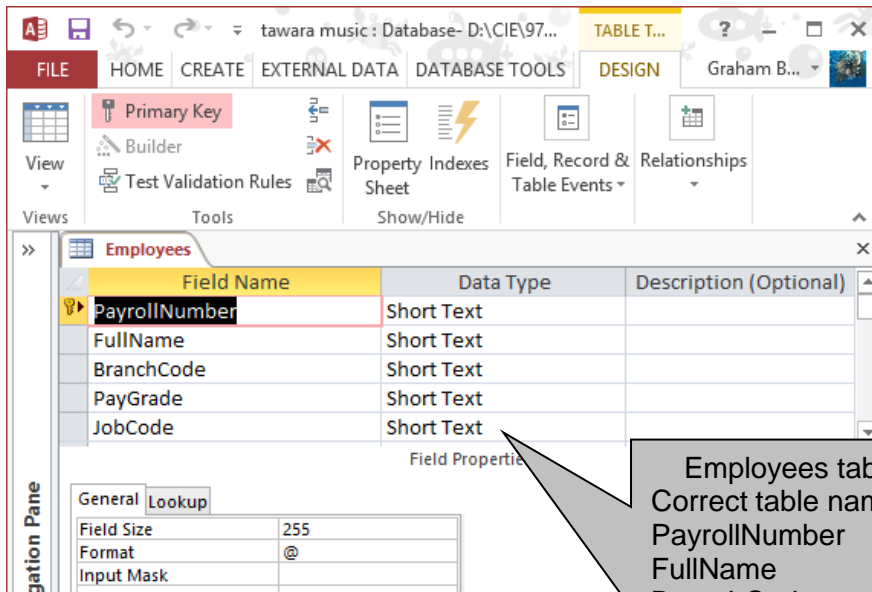 tawara music : Database- D:\CIE\97... TABLE T... ?
FILE HOME CREATE EXTERNAL DATA DATABASE TOOLS DESIGN Graham B...
Primary Key
Builder
Test Validation Rules
View
Property Sheet
Indexes
Field, Record & Table Events
Relationships
Views Tools Show/Hide
Employees
Field Name Data Type Description (Optional)
PayrollNumber Short Text
FullName Short Text
BranchCode Short Text
PayGrade Short Text
JobCode Short Text
Field Propertie
General Lookup
Field Size 255
Format @
Input Mask
gation Pane
Employees tab
Correct table nam
PayrollNumber
FullName